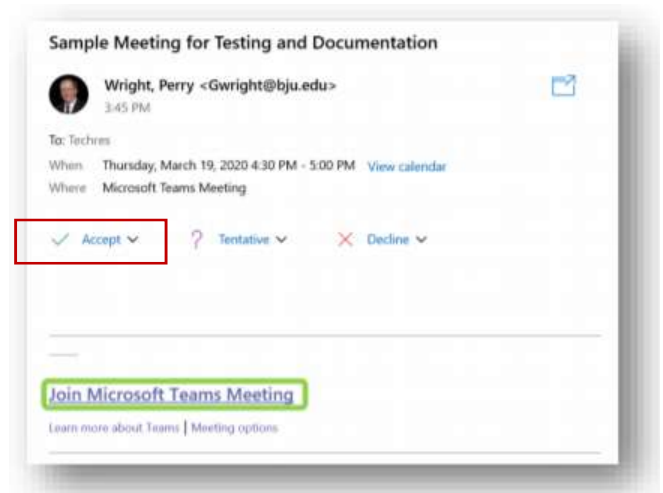 Sample Meeting for Testing and Documentation
Wright, Perry <Gwright@bju.edu>
3:45 PM
To: Techres
When Thursday, March 19, 2020 4:30 PM - 5:00 PM View calendar
Where Microsoft Teams Meeting
Accept ? Tentative Decline
Join Microsoft Teams Meeting
Learn more about Teams | Meeting options